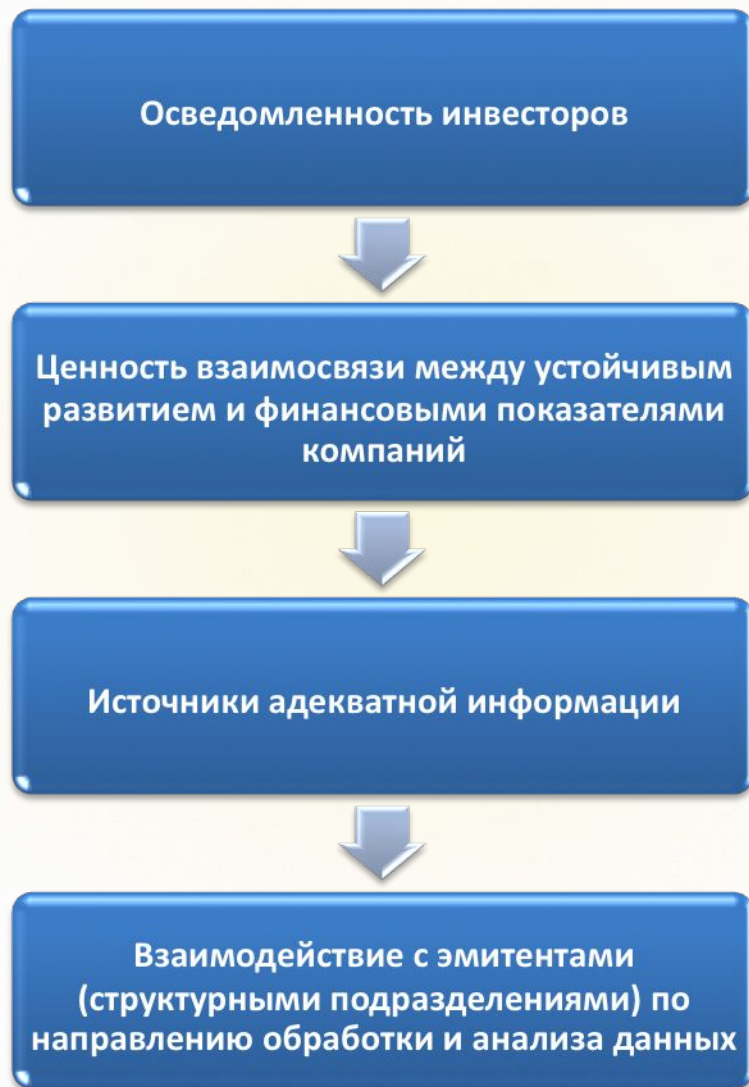 Осведомленность инвесторов
Ценность взаимосвязи между устойчивым
развитием и финансовыми показателями
компаний
Источники адекватной информации
Взаимодействие с эмитентами
(структурными подразделениями) по
направлению обработки и анализа данных